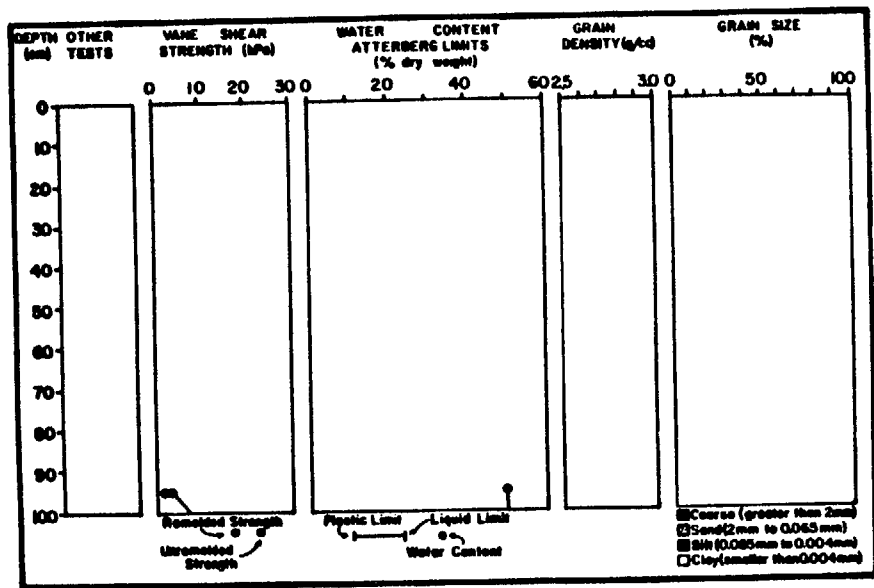 DEPTH (cm)
OTHER TESTS
VANE SHEAR STRENGTH (kPa)
WATER CONTENT
ATTERBERG LIMITS
(% dry weight)
GRAIN DENSITY (g/cc)
GRAIN SIZE (%)
0 10 20 30
0 20 40 60
2.5 3.0
0 50 100
0
10
20
30
40
50
60
70
80
90
100
Remolded Strength
Unremolded Strength
Plastic Limit
Liquid Limit
Water Content
Coarse (greater than 2mm)
Sand (2mm to 0.065mm)
Silt (0.065mm to 0.004mm)
Clay (smaller than 0.004mm)